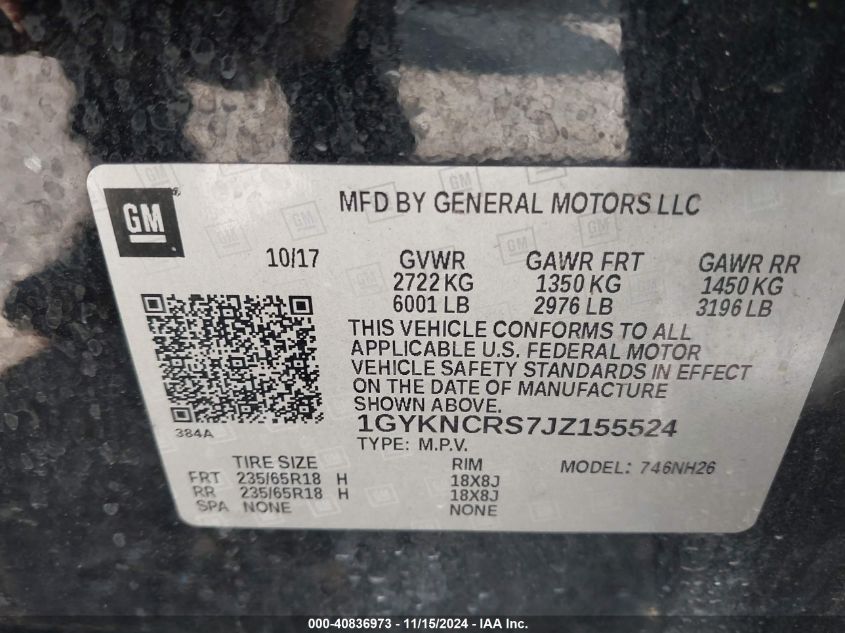 GM
®
MFD BY GENERAL MOTORS LLC
10/17 GVWR GAWR FRT GAWR RR
2722 KG 1350 KG 1450 KG
6001 LB 2976 LB 3196 LB
THIS VEHICLE CONFORMS TO ALL
APPLICABLE U.S. FEDERAL MOTOR
VEHICLE SAFETY STANDARDS IN EFFECT
ON THE DATE OF MANUFACTURE
SHOWN ABOVE.
384A
1GYKNCRS7JZ155524
TYPE: M.P.V.
TIRE SIZE RIM MODEL: 746NH26
FRT 235/65R18 H 18X8J
RR 235/65R18 H 18X8J
SPA NONE NONE
000-40836973 - 11/15/2024 - IAA Inc.